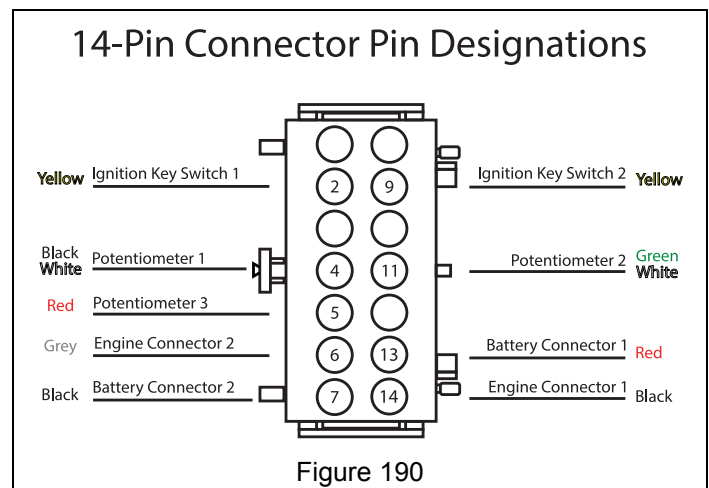 14-Pin Connector Pin Designations
Yellow Ignition Key Switch 1 2 9 Ignition Key Switch 2 Yellow
Black
White Potentiometer 1 4 11 Potentiometer 2 Green
White
Red Potentiometer 3 5
Grey Engine Connector 2 6 13 Battery Connector 1 Red
Black Battery Connector 2 7 14 Engine Connector 1 Black
Figure 190